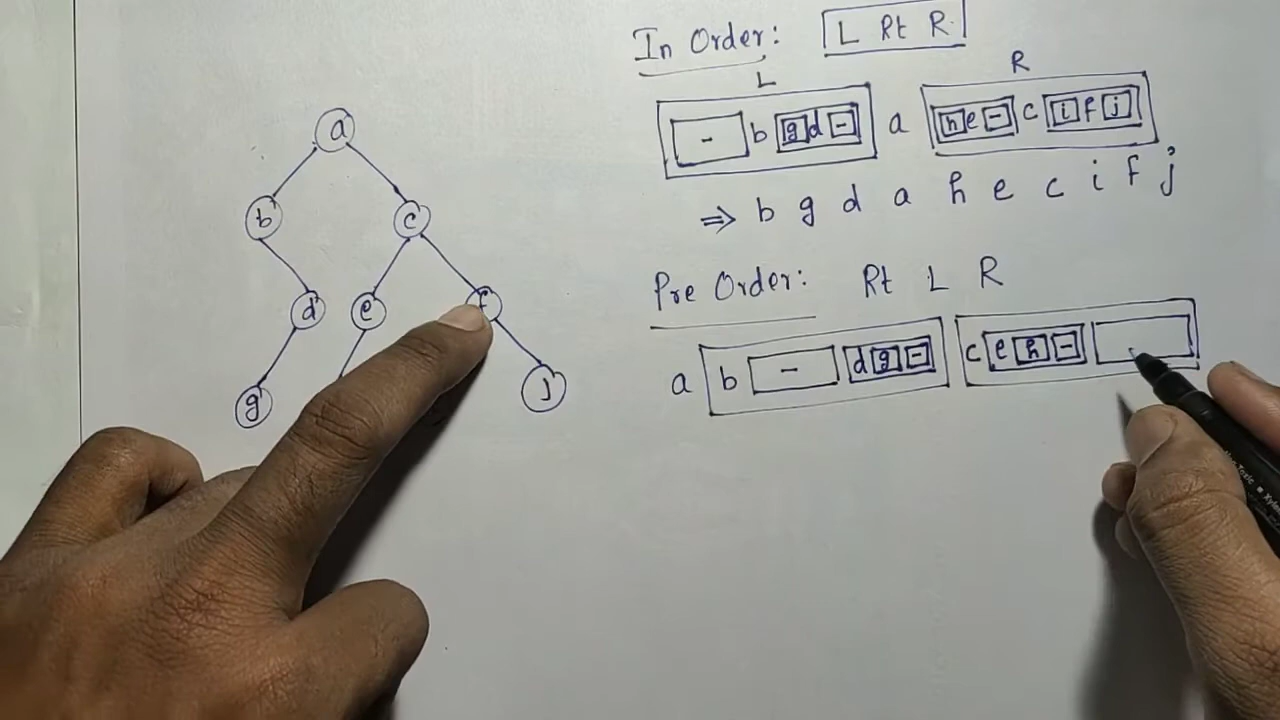 In Order: L Rt R
L R
- b g d - a h e - c i f j
⇒ b g d a h e c i f j
Pre Order: Rt L R
a b - d g - c e h -
a
b c
d e f
g j